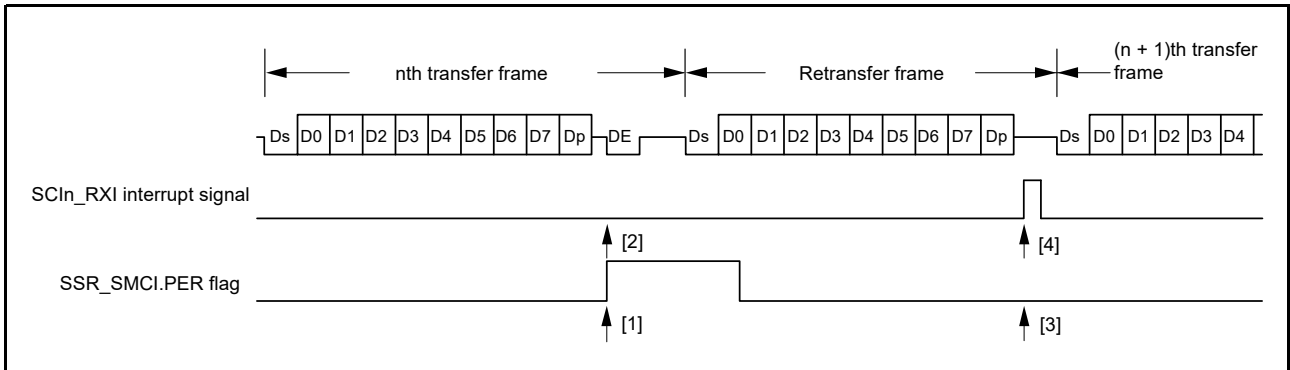 (n + 1)th transfer
nth transfer frame Retransfer frame frame
Ds D0 D1 D2 D3 D4 D5 D6 D7 Dp DE Ds D0 D1 D2 D3 D4 D5 D6 D7 Dp Ds D0 D1 D2 D3 D4
SCIn_RXI interrupt signal
[2] [4]
SSR_SMCI.PER flag
[1] [3]